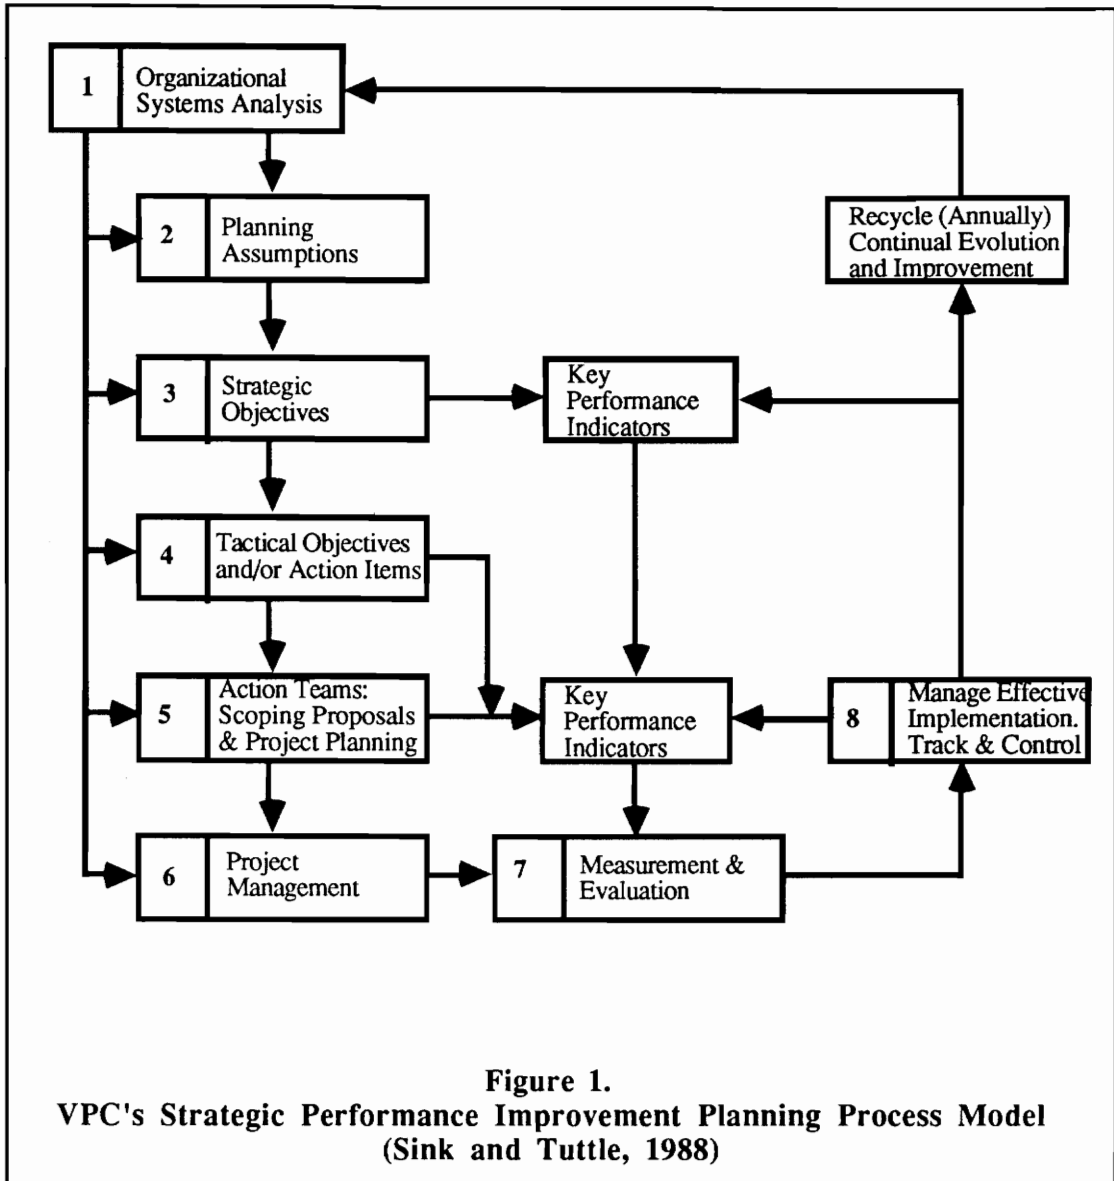 1
Organizational
Systems Analysis
2
Planning
Assumptions
Recycle (Annually)
Continual Evolution
and Improvement
3
Strategic
Objectives
Key
Performance
Indicators
4
Tactical Objectives
and/or Action Items
5
Action Teams:
Scoping Proposals
& Project Planning
Key
Performance
Indicators
8
Manage Effective
Implementation.
Track & Control
6
Project
Management
7
Measurement &
Evaluation
Figure 1.
VPC's Strategic Performance Improvement Planning Process Model
(Sink and Tuttle, 1988)